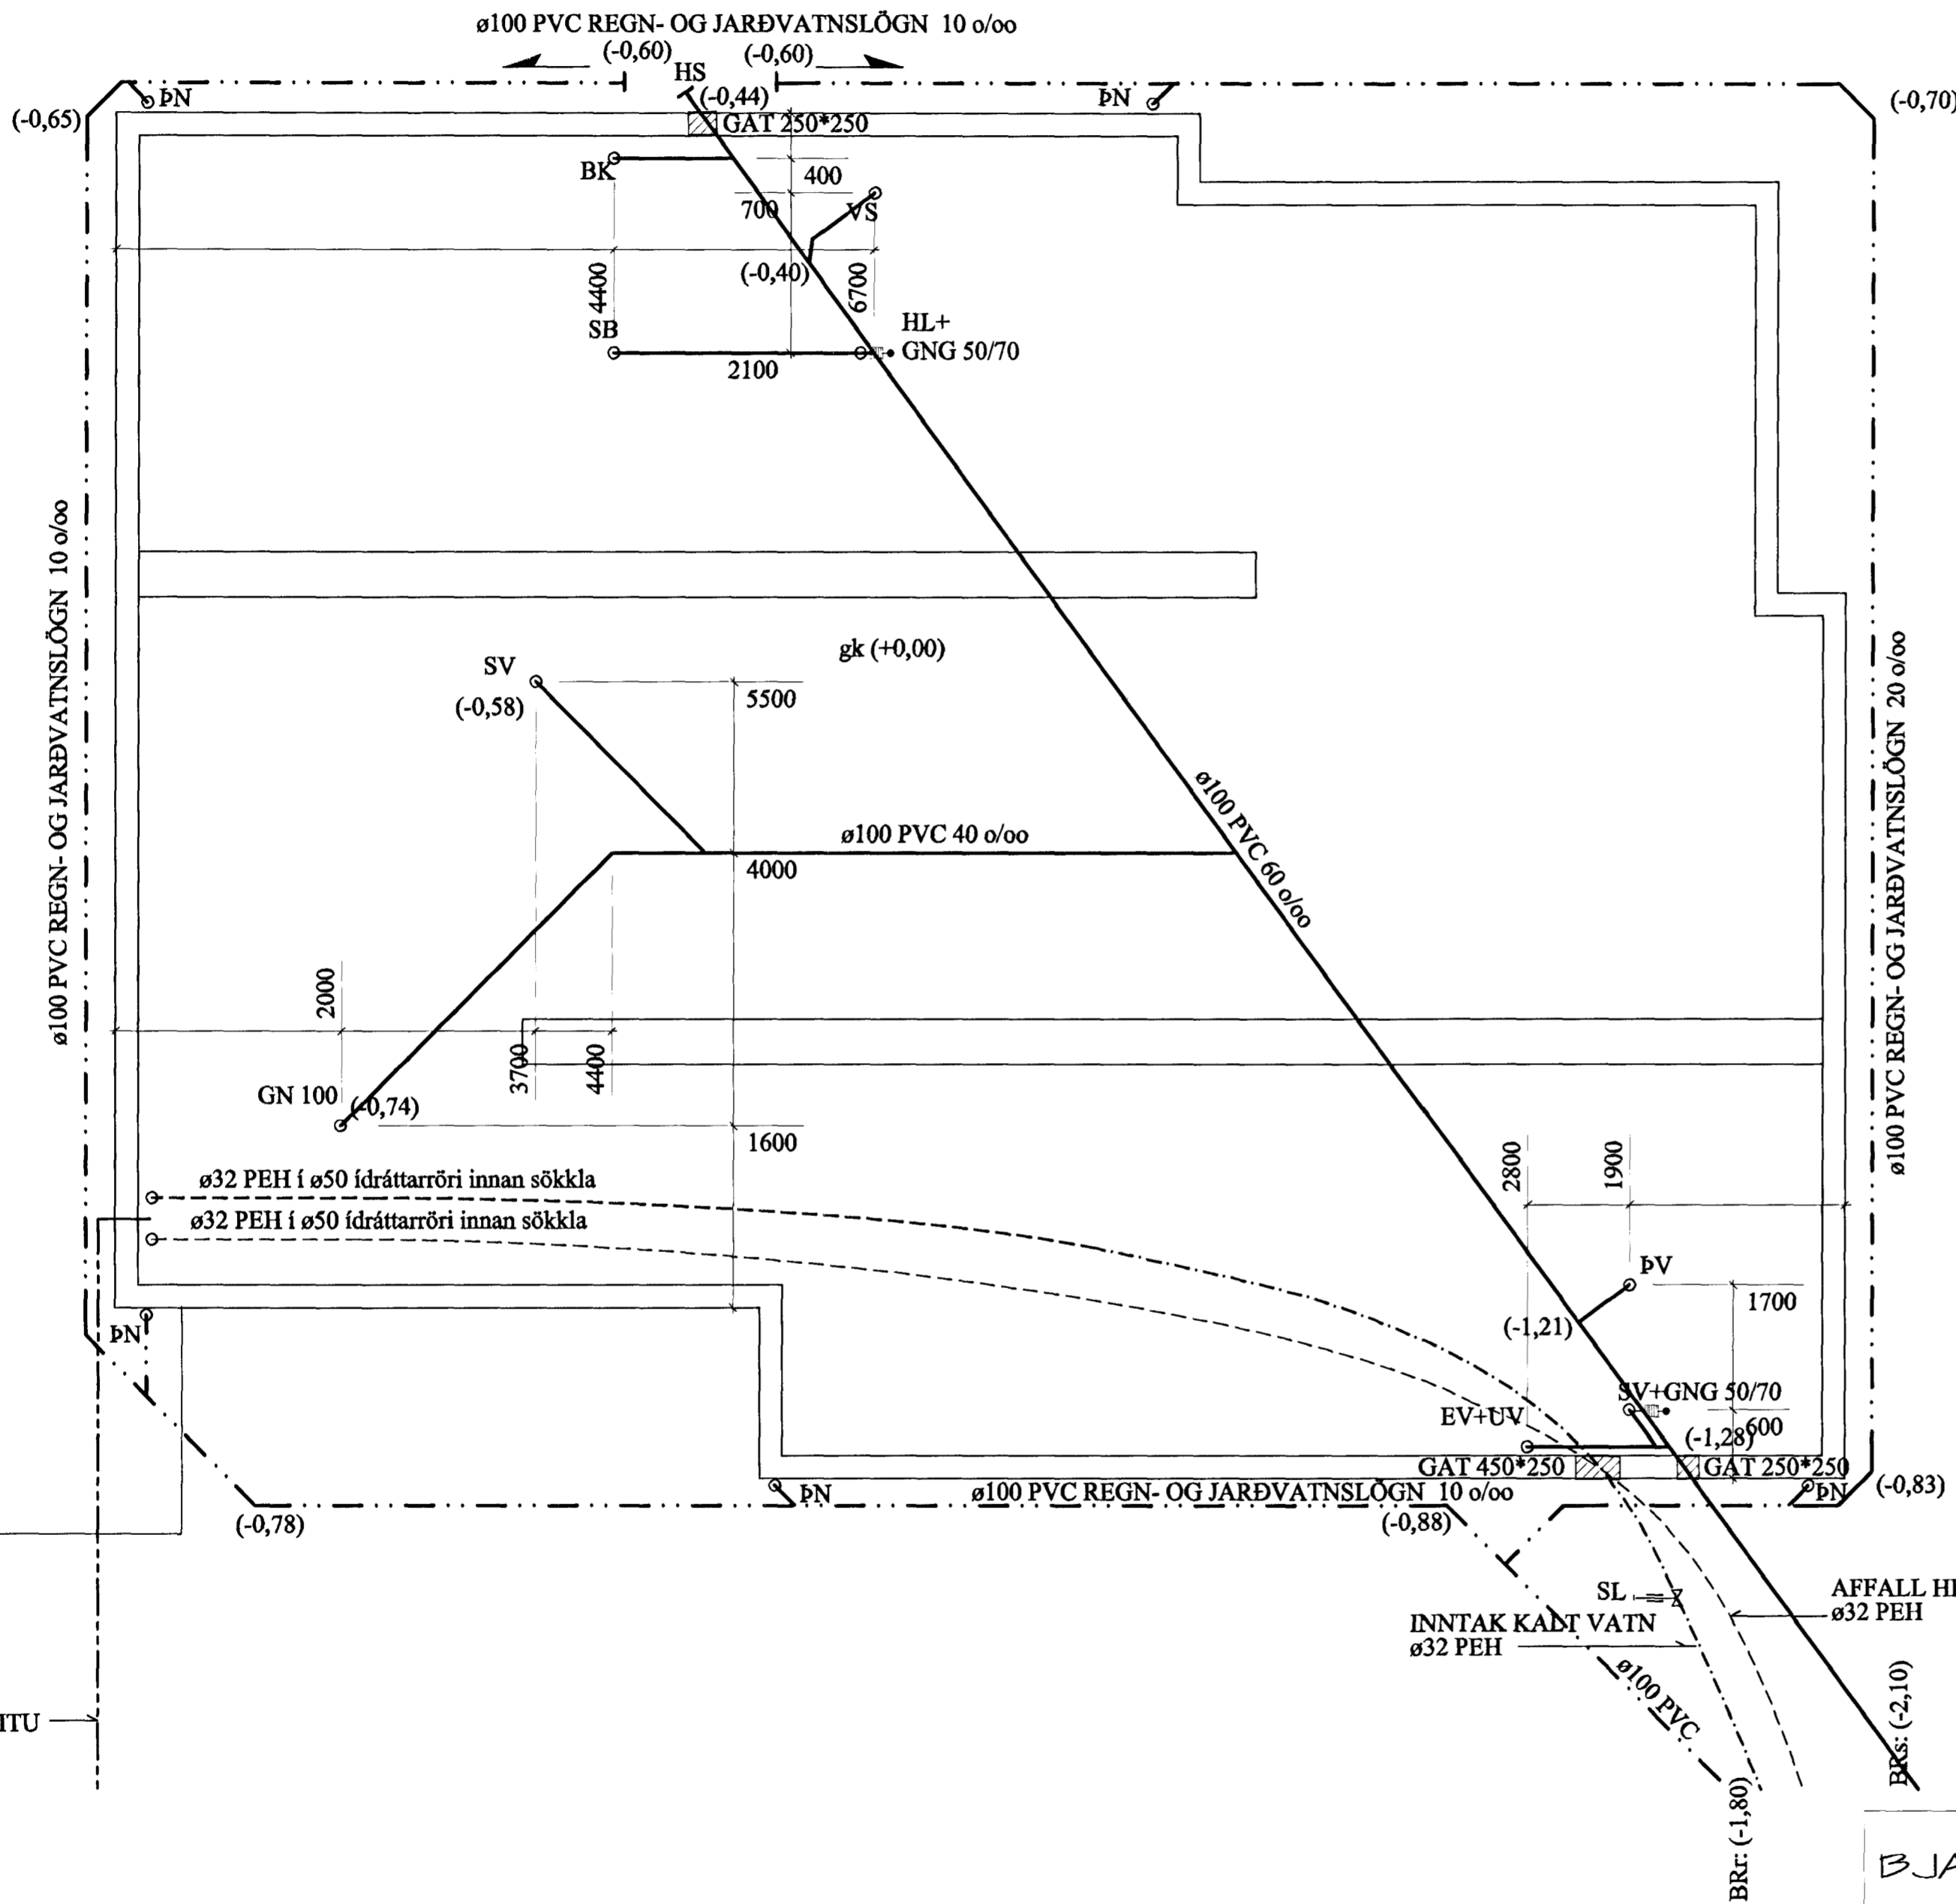 ø100 PVC REGN- OG JARÐVATNSLÖGN 10 o/oo
(-0,60)
(-0,60)
HS
ÞN
(-0,44)
ÞN
(-0,70)
(-0,65)
GAT 250*250
BK
400
700
VS
(-0,40)
4400
6700
SB
HL+
GNG 50/70
2100
ø100 PVC REGN- OG JARÐVATNSLÖGN 10 o/oo
gk (+0,00)
SV
(-0,58)
5500
ø100 PVC REGN- OG JARÐVATNSLÖGN 20 o/oo
ø100 PVC 40 o/oo
ø100 PVC 60 o/oo
4000
2000
3700
4400
GN 100
(-0,74)
1600
2800
1900
ø32 PEH í ø50 ídráttarröri innan sökkla
ø32 PEH í ø50 ídráttarröri innan sökkla
ÞV
1700
(-1,21)
ÞN
SV+GNG 50/70
EV+UV
600
(-1,28)
GAT 450*250
GAT 250*250
ÞN
ø100 PVC REGN- OG JARÐVATNSLÖGN 10 o/oo
ÞN
(-0,83)
(-0,78)
(-0,88)
SL
AFFALL
ø32 PEH
INNTAK KALT VATN
ø32 PEH
ø100 PVC
BRs: (-2,10)
ITU
BRr: (-1,80)
BJA